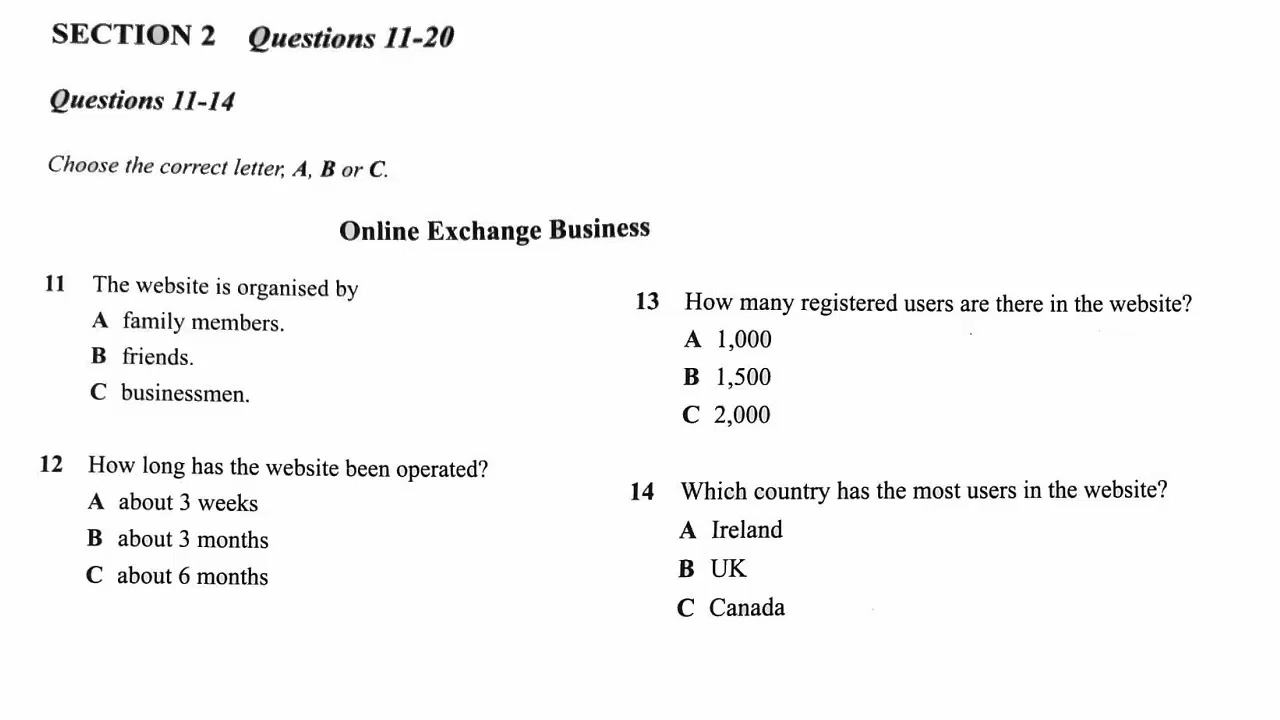 SECTION 2 Questions 11-20
Questions 11-14
Choose the correct letter, A, B or C.
Online Exchange Business
11 The website is organised by
A family members.
B friends.
C businessmen.
12 How long has the website been operated?
A about 3 weeks
B about 3 months
C about 6 months
13 How many registered users are there in the website?
A 1,000
B 1,500
C 2,000
14 Which country has the most users in the website?
A Ireland
B UK
C Canada